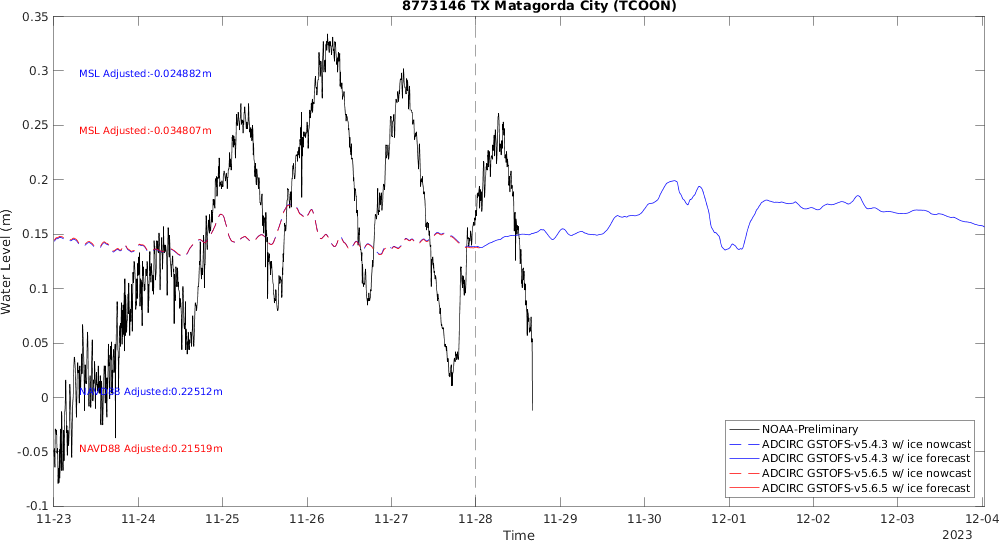 8773146 TX Matagorda City (TCOON)
0.35
0.3
0.25
0.2
0.15
0.1
0.05
0
-0.05
-0.1
Water Level (m)
MSL Adjusted:-0.024882m
MSL Adjusted:-0.034807m
NAVD88 Adjusted:0.22512m
NAVD88 Adjusted:0.21519m
NOAA-Preliminary
ADCIRC GSTOFS-v5.4.3 w/ ice nowcast
ADCIRC GSTOFS-v5.4.3 w/ ice forecast
ADCIRC GSTOFS-v5.6.5 w/ ice nowcast
ADCIRC GSTOFS-v5.6.5 w/ ice forecast
11-23 11-24 11-25 11-26 11-27 11-28 11-29 11-30 12-01 12-02 12-03 12-04
Time
2023